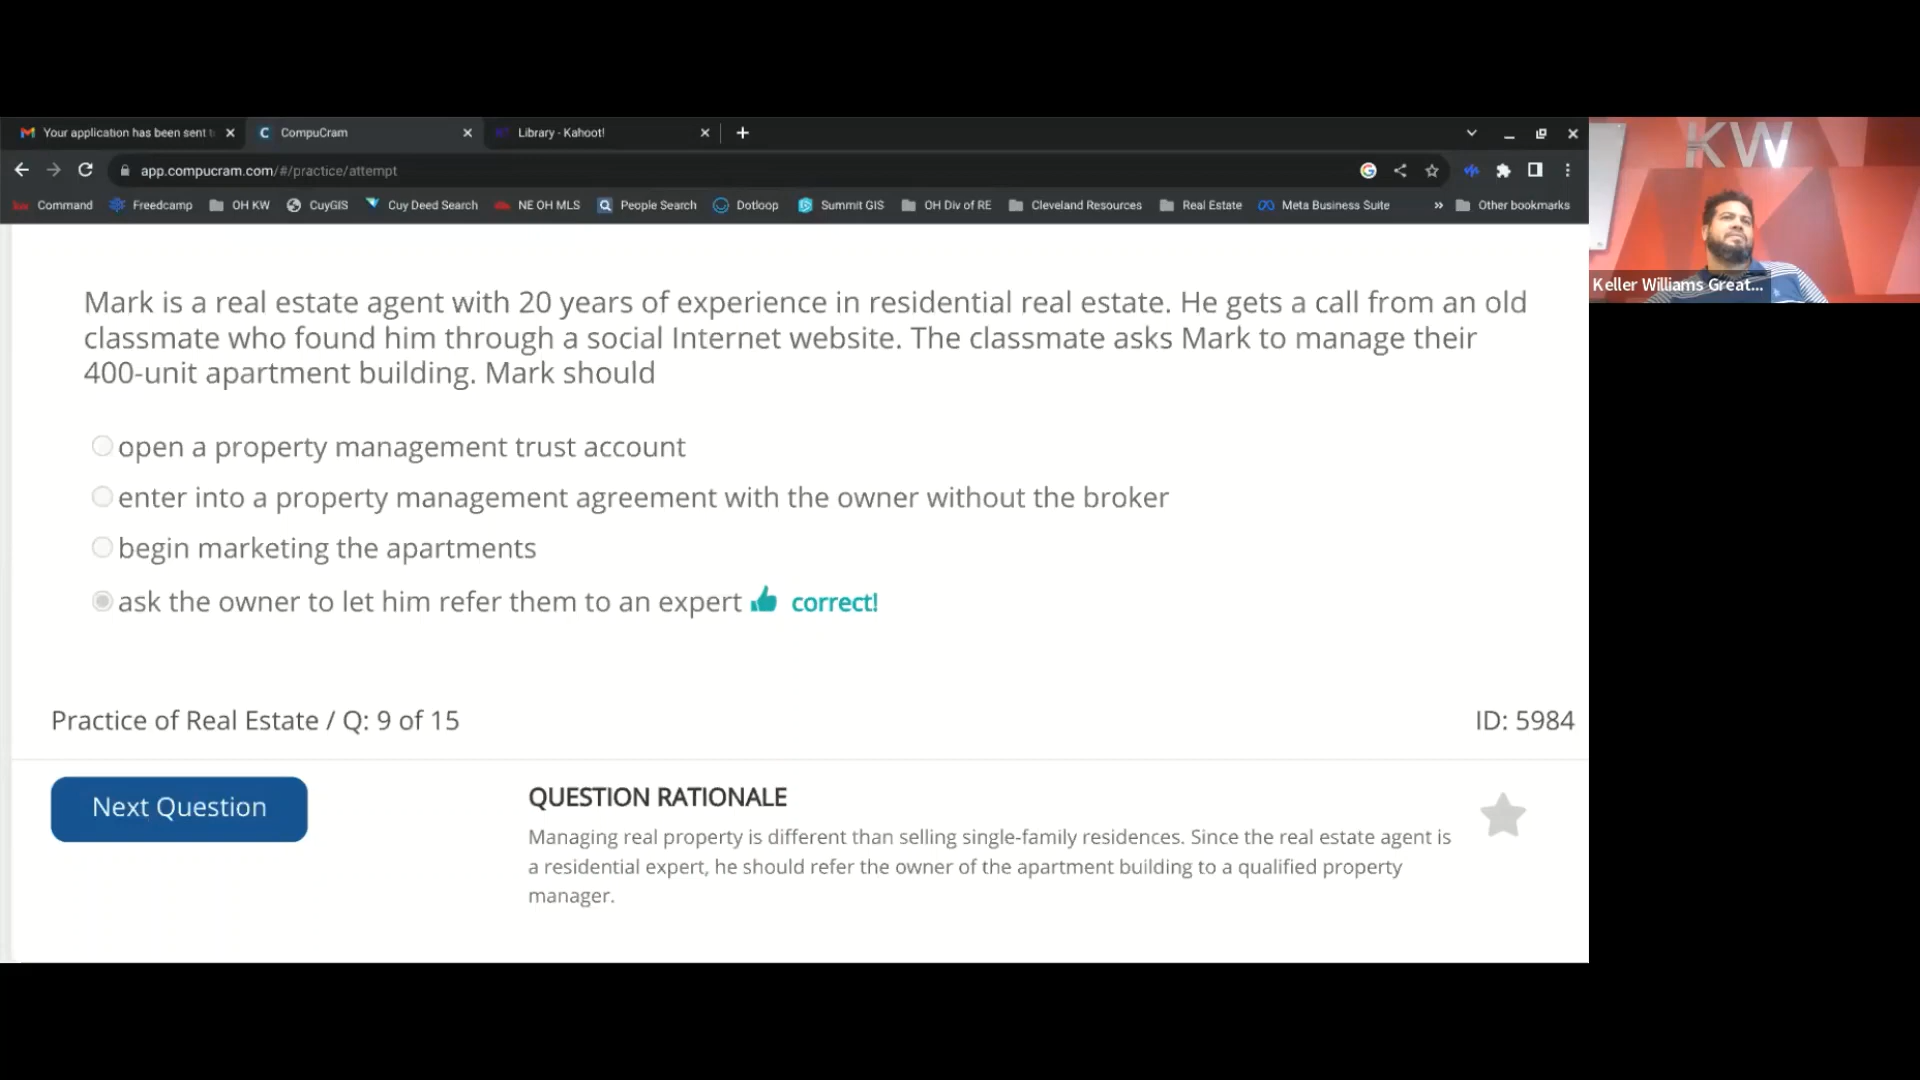 Your application has been sent t
CompuCram
Library - Kahoot!
app.compucram.com/#/practice/attempt
Command Freedcamp OH KW CuyGIS Cuy Deed Search NE OH MLS People Search Dotloop Summit GIS OH Div of RE Cleveland Resources Real Estate Meta Business Suite » Other bookmarks
KW
Keller Williams Great...
Mark is a real estate agent with 20 years of experience in residential real estate. He gets a call from an old
classmate who found him through a social Internet website. The classmate asks Mark to manage their
400-unit apartment building. Mark should
open a property management trust account
enter into a property management agreement with the owner without the broker
begin marketing the apartments
ask the owner to let him refer them to an expert correct!
Practice of Real Estate / Q: 9 of 15
ID: 5984
Next Question
QUESTION RATIONALE
Managing real property is different than selling single-family residences. Since the real estate agent is
a residential expert, he should refer the owner of the apartment building to a qualified property
manager.